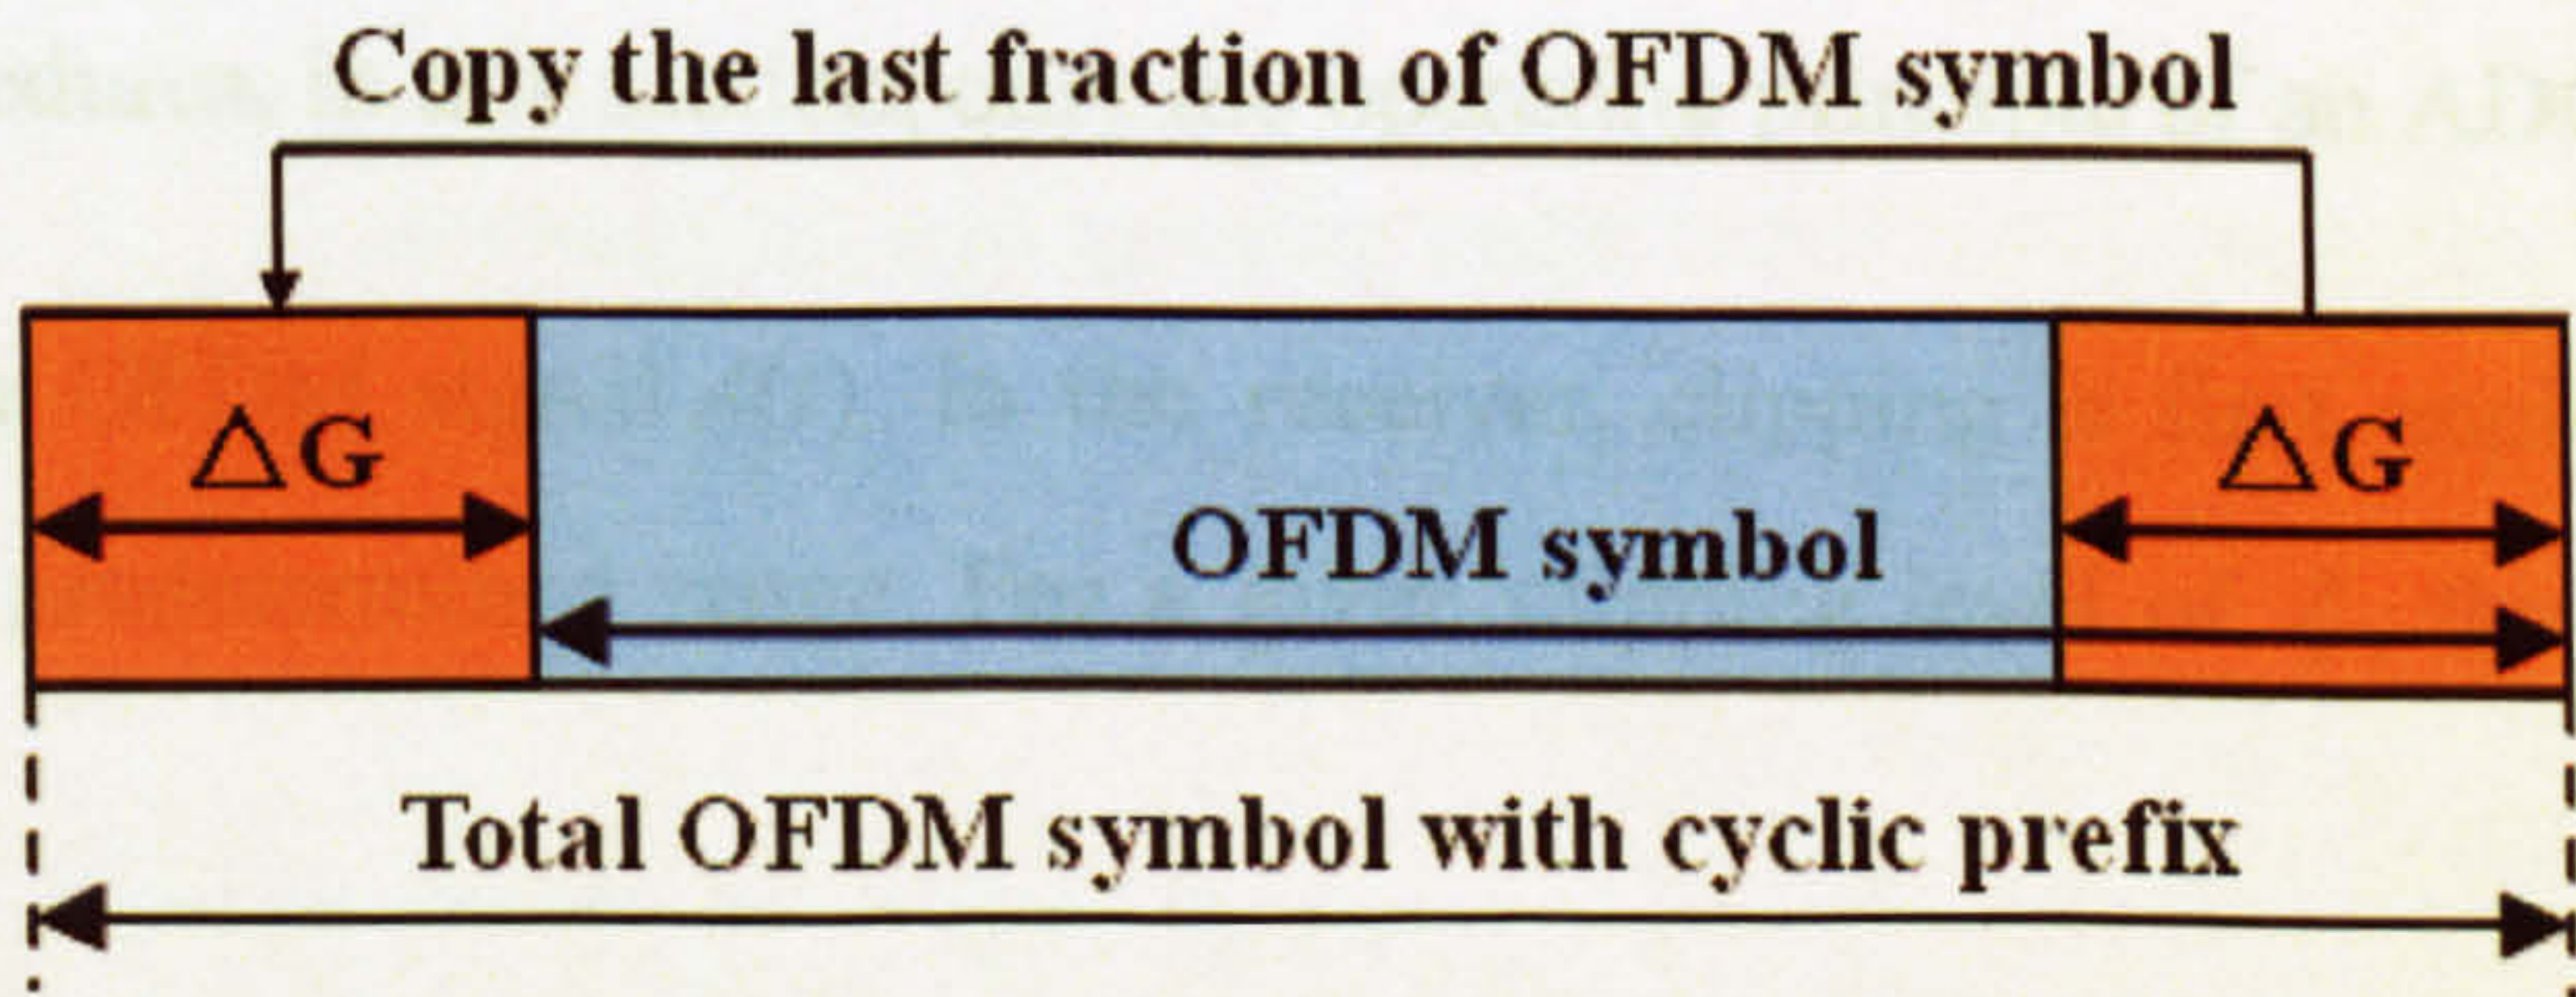 Copy the last fraction of OFDM symbol
ΔG
ΔG
OFDM symbol
Total OFDM symbol with cyclic prefix